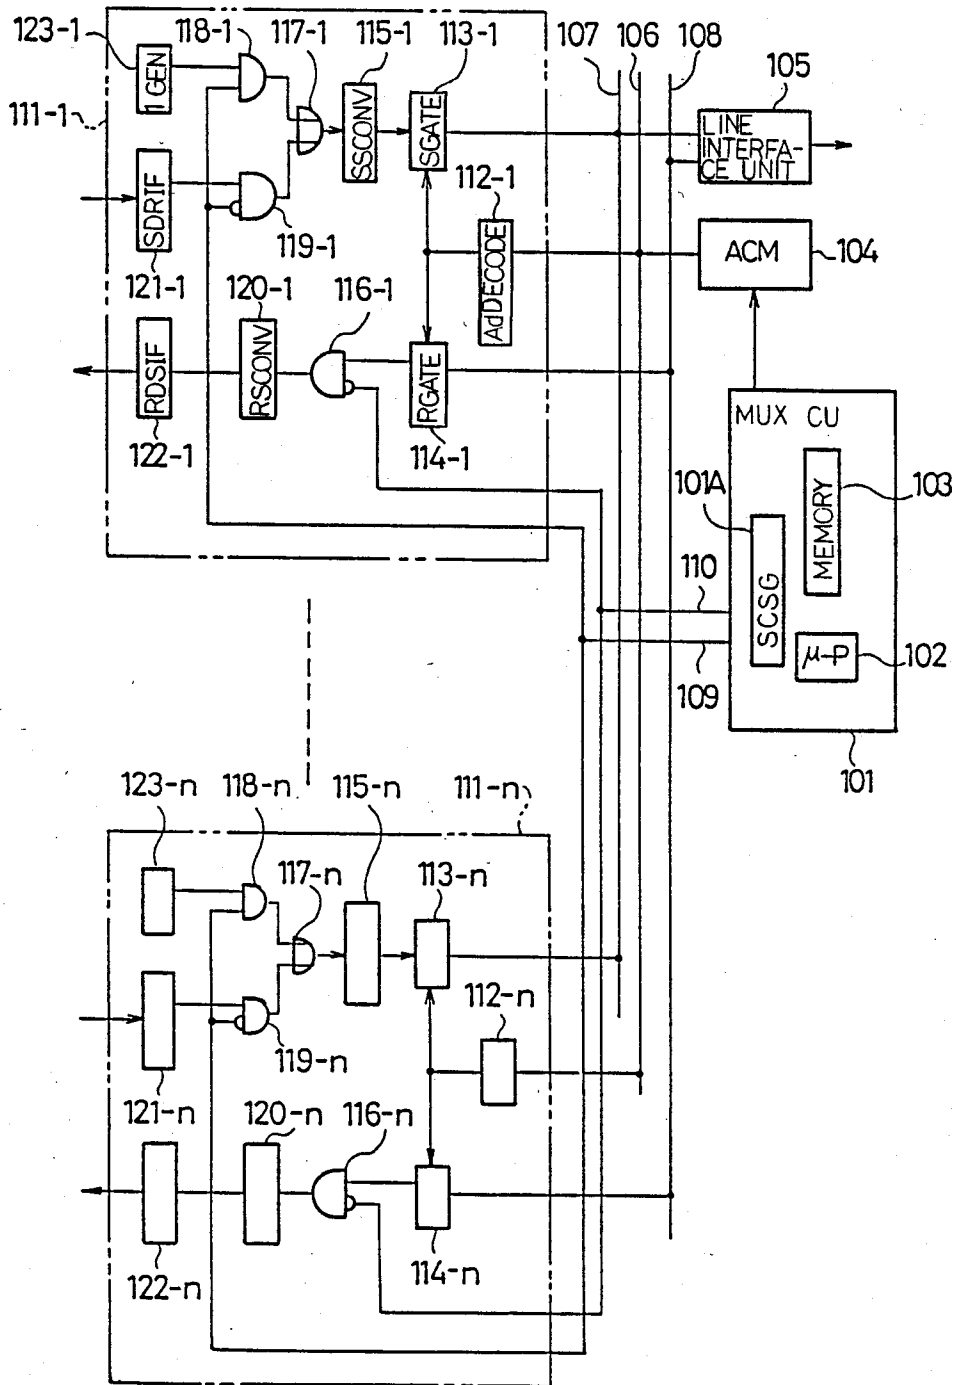 123-1
118-1
117-1
115-1
113-1
107
106
108
105
111-1
1GEN
SSCONV
SGATE
LINE
INTERFA-
CE UNIT
SDRIF
119-1
112-1
AdDECODE
ACM
104
121-1
120-1
116-1
RDSIF
RSCONV
RGATE
122-1
114-1
MUX CU
101A
MEMORY
103
SCSG
110
109
μ-P
102
101
123-n
118-n
115-n
111-n
117-n
113-n
112-n
119-n
121-n
120-n
116-n
122-n
114-n